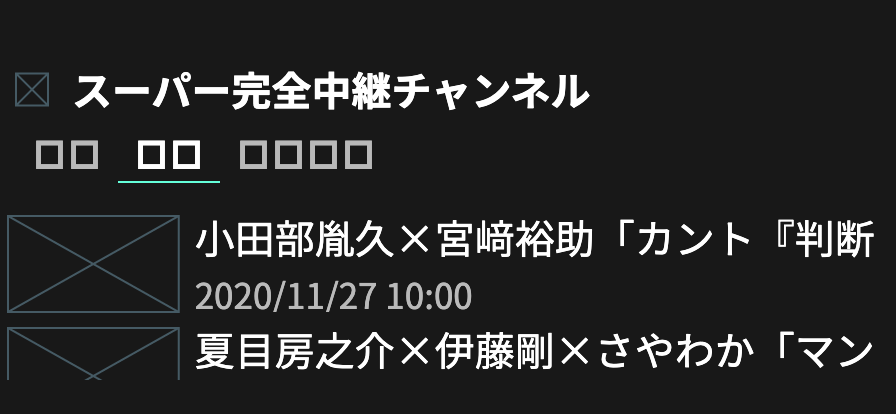 スーパー完全中継チャンネル
小田部胤久×宮﨑裕助「カント『判断
2020/11/27 10:00
夏目房之介×伊藤剛×さやわか「マン